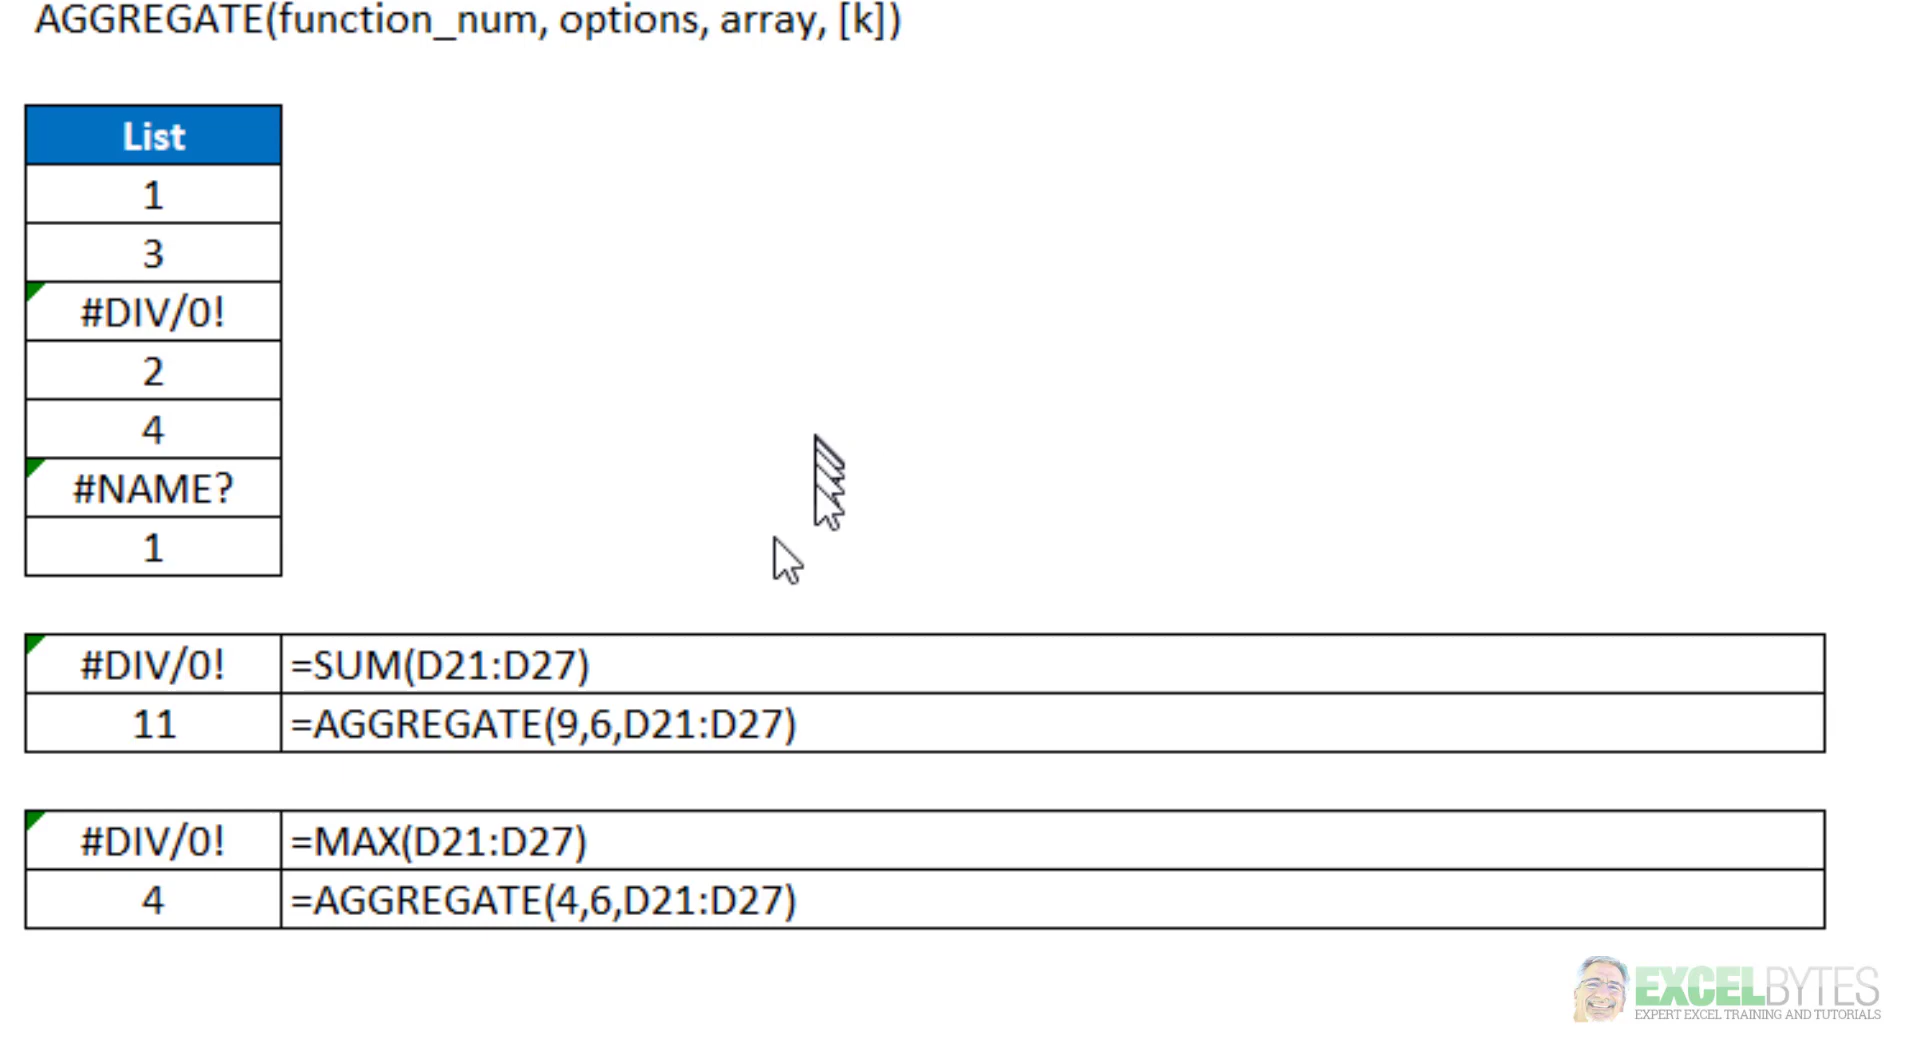 AGGREGATE(function_num, options, array, [k])
List
1
3
#DIV/0!
2
4
#NAME?
1
#DIV/0! =SUM(D21:D27)
11 =AGGREGATE(9,6,D21:D27)
#DIV/0! =MAX(D21:D27)
4 =AGGREGATE(4,6,D21:D27)
EXCELBYTES
EXPERT EXCEL TRAINING AND TUTORIALS